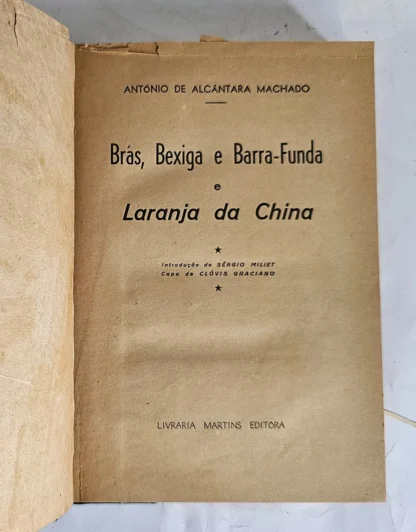 ANTÓNIO DE ALCÂNTARA MACHADO
Brás, Bexiga e Barra-Funda
e
Laranja da China
Introdução de SÉRGIO MILIET
Capa de CLÓVIS GRACIANO
LIVRARIA MARTINS EDITORA